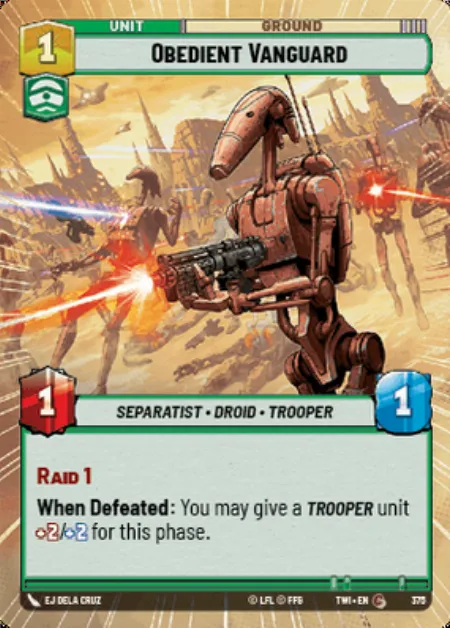 UNIT GROUND
1 OBEDIENT VANGUARD
1 SEPARATIST • DROID • TROOPER 1
RAID 1
When Defeated: You may give a TROOPER unit
+2/+2 for this phase.
EJ DELA CRUZ © LFL © FFG TWI • EN C